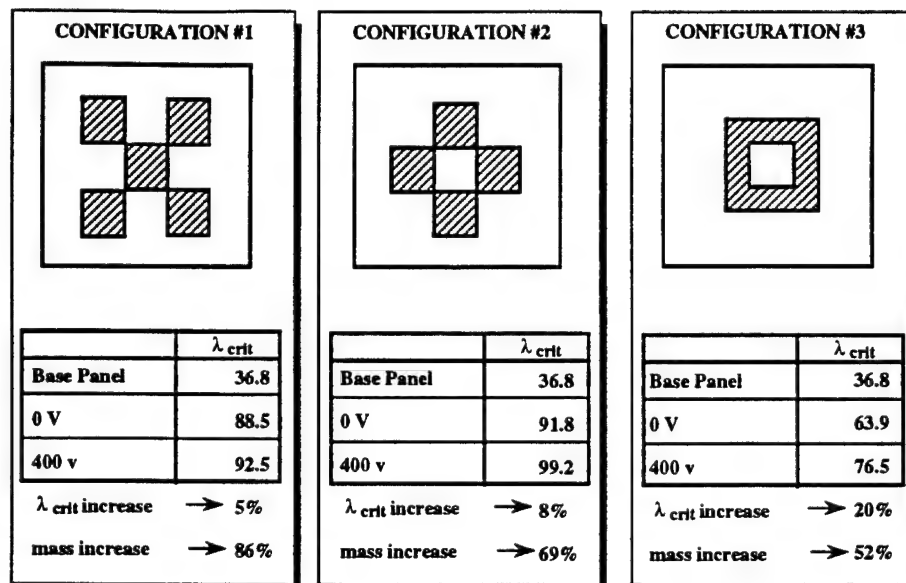 CONFIGURATION #1
λ crit
Base Panel 36.8
0 V 88.5
400 v 92.5
λ crit increase → 5%
mass increase → 86%
CONFIGURATION #2
λ crit
Base Panel 36.8
0 V 91.8
400 v 99.2
λ crit increase → 8%
mass increase → 69%
CONFIGURATION #3
λ crit
Base Panel 36.8
0 V 63.9
400 v 76.5
λ crit increase → 20%
mass increase → 52%